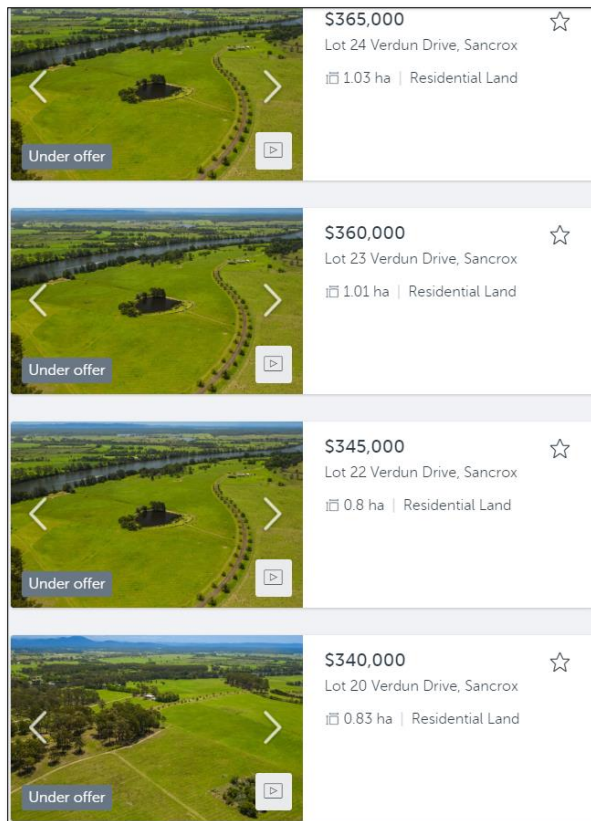 $365,000
Lot 24 Verdun Drive, Sancrox
1.03 ha | Residential Land
Under offer
$360,000
Lot 23 Verdun Drive, Sancrox
1.01 ha | Residential Land
Under offer
$345,000
Lot 22 Verdun Drive, Sancrox
0.8 ha | Residential Land
Under offer
$340,000
Lot 20 Verdun Drive, Sancrox
0.83 ha | Residential Land
Under offer